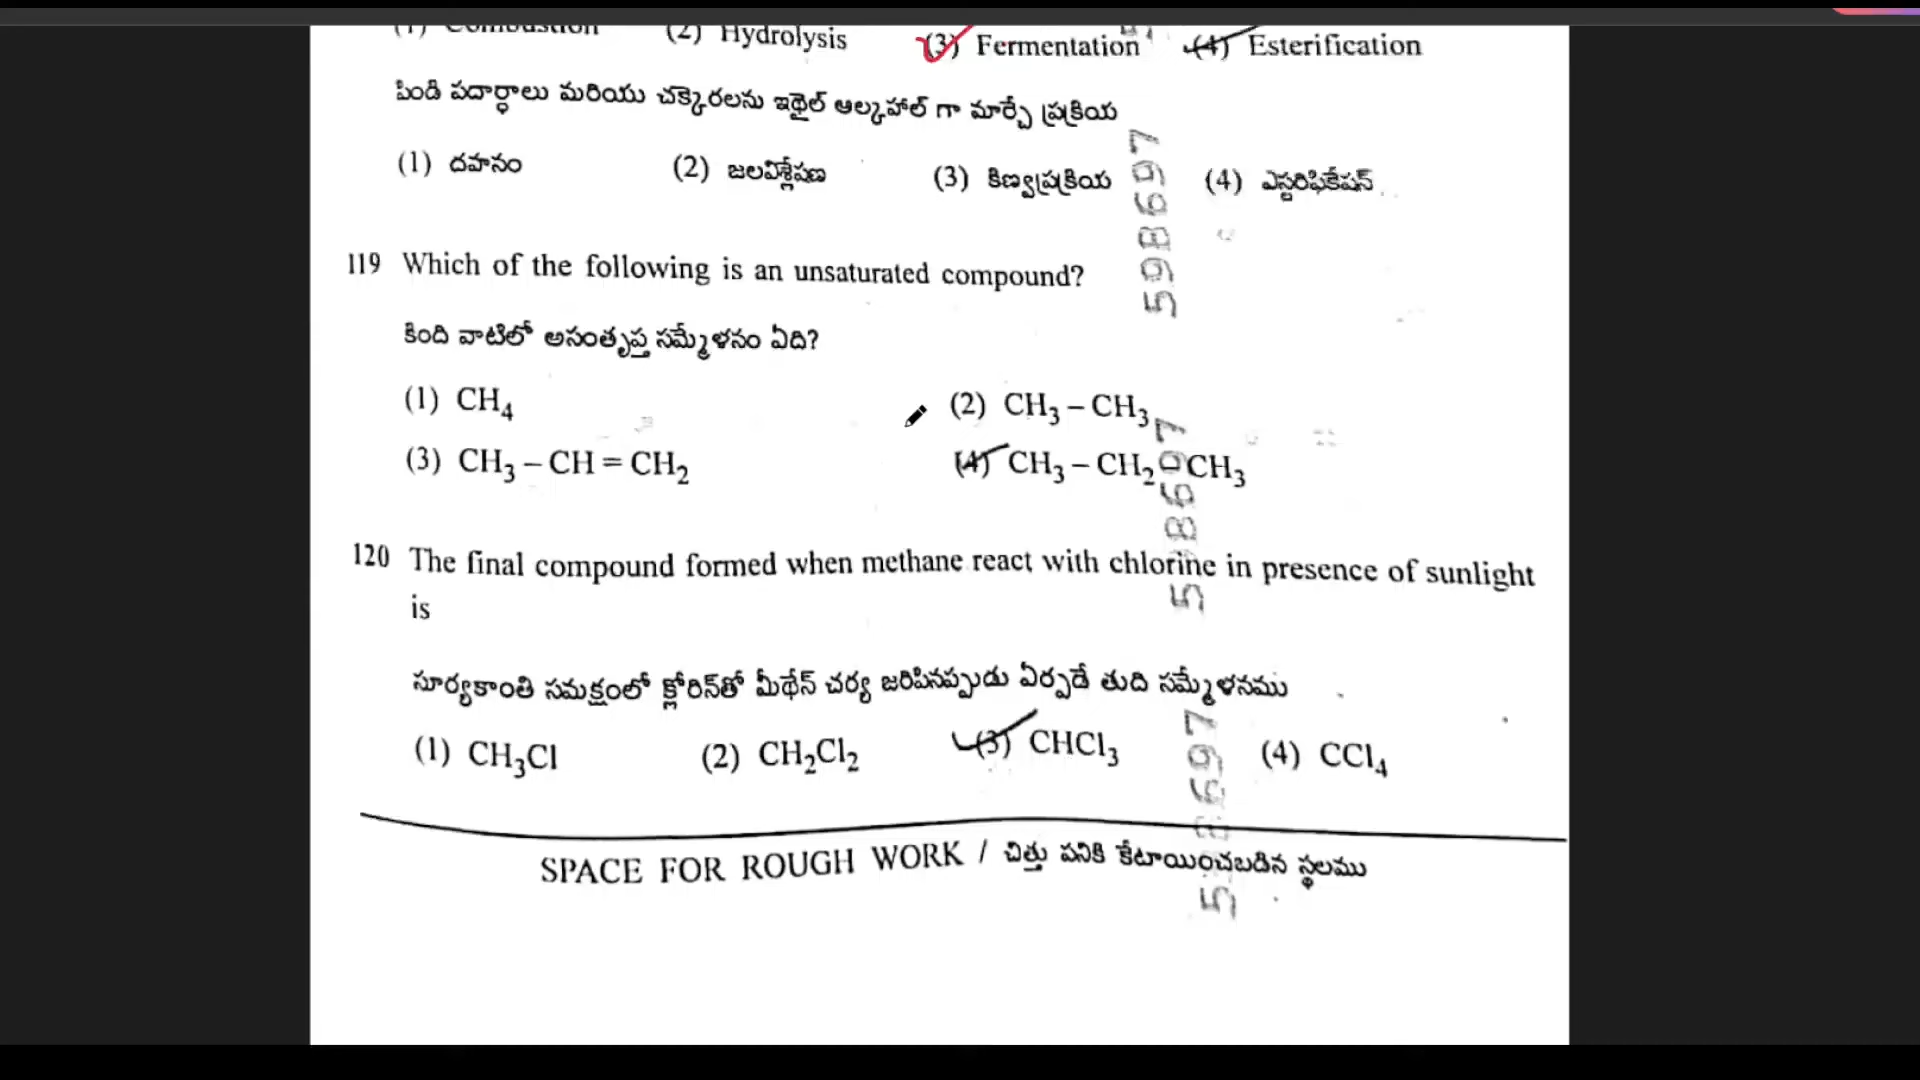 (1) Combustion (2) Hydrolysis (3) Fermentation (4) Esterification
పిండి పదార్థాలు మరియు చక్కెరలను ఇథైల్ ఆల్కహాల్ గా మార్చే ప్రక్రియ
(1) దహనం (2) జలవిశ్లేషణ (3) కిణ్వప్రక్రియ (4) ఎస్టరిఫికేషన్
119 Which of the following is an unsaturated compound?
కింది వాటిలో అసంతృప్త సమ్మేళనం ఏది?
(1) CH₄ (2) CH₃ – CH₃
(3) CH₃ – CH = CH₂ (4) CH₃ – CH₂ CH₃
120 The final compound formed when methane react with chlorine in presence of sunlight
is
సూర్యకాంతి సమక్షంలో క్లోరిన్‌తో మీథేన్ చర్య జరిపినప్పుడు ఏర్పడే తుది సమ్మేళనము
(1) CH₃Cl (2) CH₂Cl₂ (3) CHCl₃ (4) CCl₄
SPACE FOR ROUGH WORK / చిత్తు పనికి కేటాయించబడిన స్థలము
598697